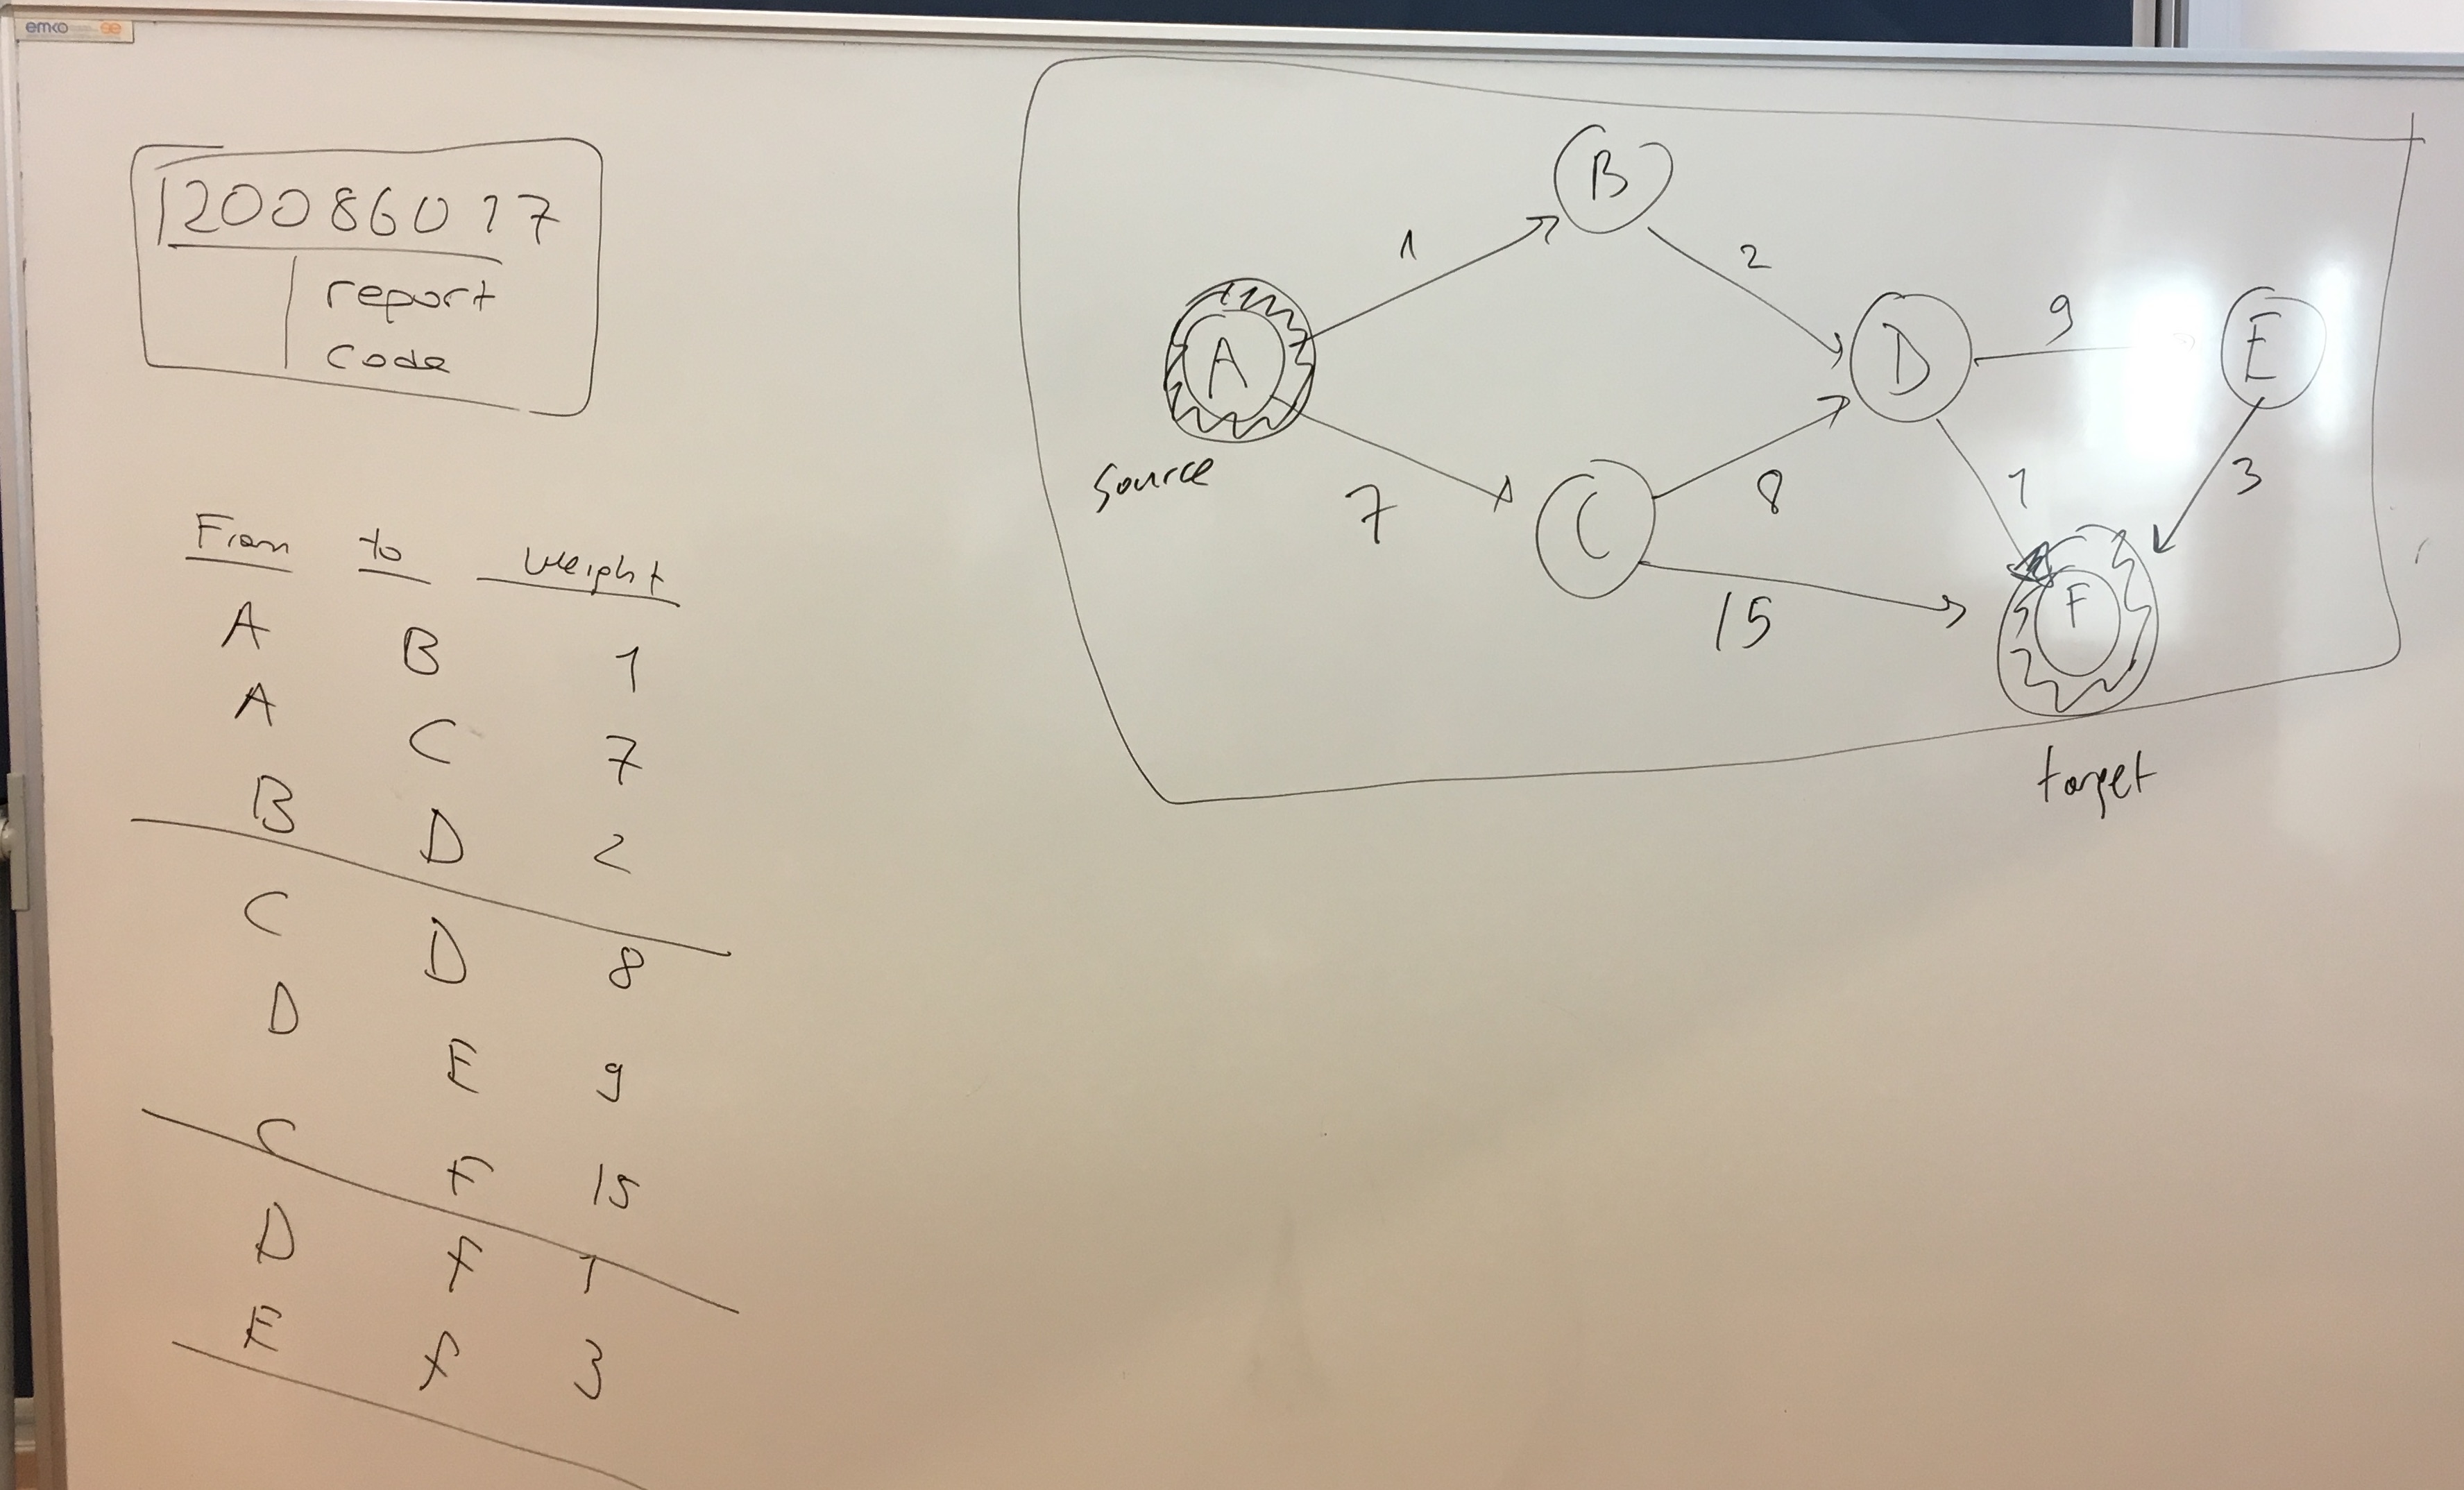 emko
120086017
report
code
From to weight
A B 1
A C 7
B D 2
C D 8
D E 9
C F 15
D F 1
E F 3
B
1
2
A
D
9
E
Source
7
C
8
1
3
15
F
target